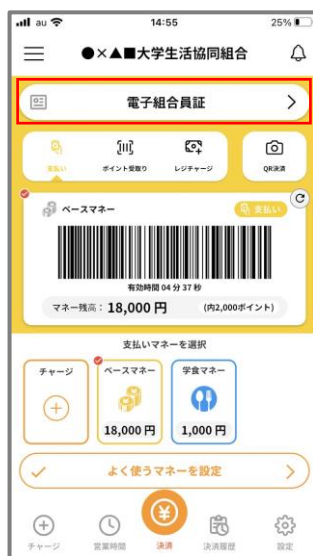 au 14:55 25%
●×▲■大学生活協同組合
電子組合員証
支払い ポイント受取り レジチャージ QR決済
ベースマネー 支払い
有効時間 04 分 37 秒
マネー残高： 18,000 円 (内2,000ポイント)
支払いマネーを選択
チャージ ベースマネー 学食マネー
18,000 円 1,000 円
よく使うマネーを設定
チャージ 営業時間 決済 決済履歴 設定